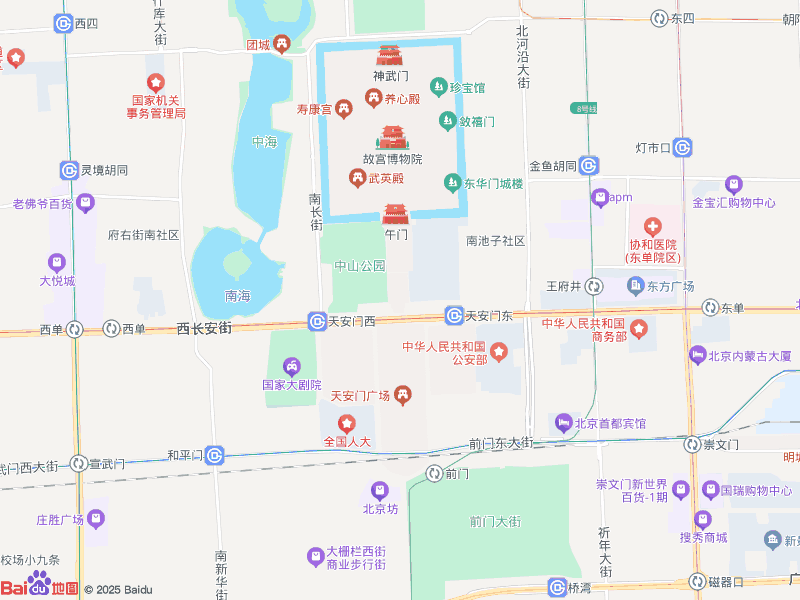 西四
什库大街
团城
北河沿大街
东四
朝阳
神武门
国家机关
事务管理局
养心殿
珍宝馆
寿康宫
敛禧门
8号线
中海
故宫博物院
灯市口
灵境胡同
金鱼胡同
武英殿
东华门城楼
老佛爷百货
南长街
apm
金宝汇购物中心
府右街南社区
午门
南池子社区
协和医院
(东单院区)
中山公园
大悦城
南海
王府井
东方广场
西单
西单
西长安街
天安门西
天安门东
东单
中华人民共和国
商务部
中华人民共和国
公安部
北京内蒙古大厦
国家大剧院
天安门广场
北京首都宾馆
全国人大
前门东大街
崇文门
武门西大街
宣武门
和平门
前门
明城
崇文门新世界
百货-1期
国瑞购物中心
庄胜广场
北京坊
前门大街
搜秀商城
祈年大街
新景
校场小九条
大栅栏西街
商业步行街
南新华街
桥湾
磁器口
广
Bai du 地图
© 2025 Baidu